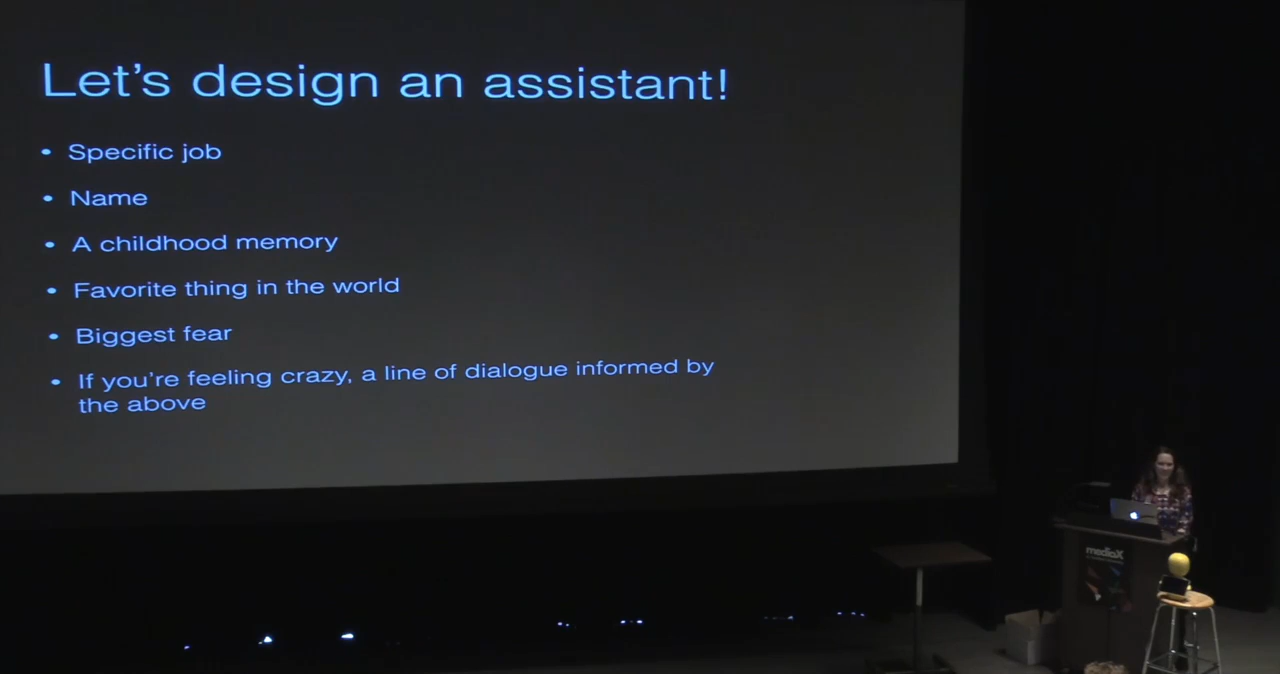 Let's design an assistant!
• Specific job
• Name
• A childhood memory
• Favorite thing in the world
• Biggest fear
• If you're feeling crazy, a line of dialogue informed by
the above
mediaX